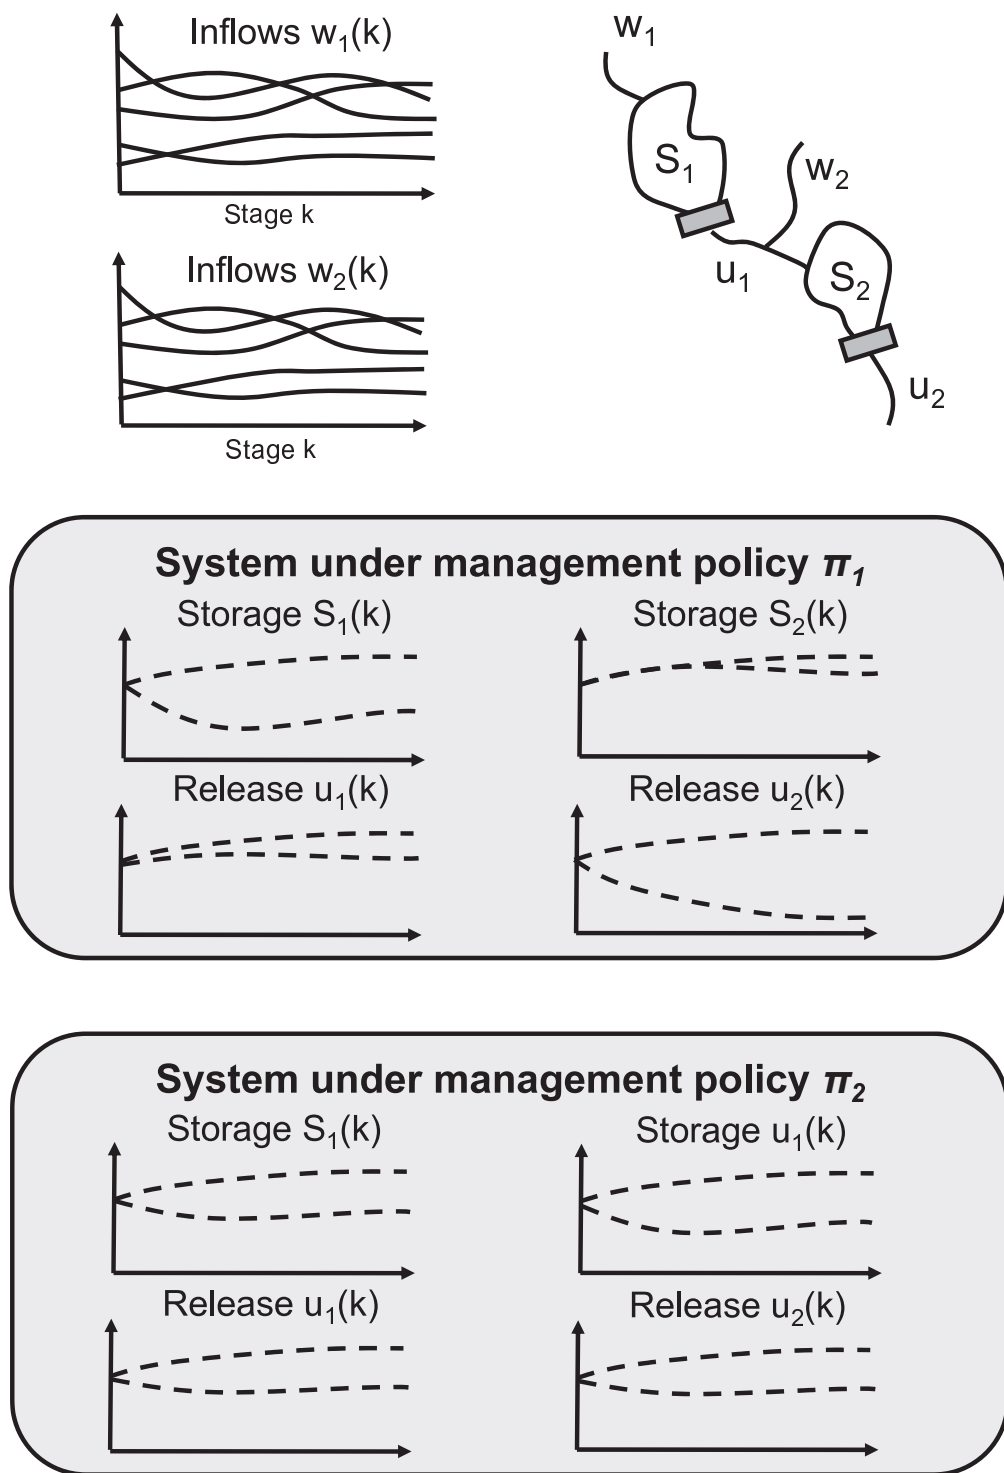 Inflows w₁(k)
Stage k
w₁
S₁
w₂
u₁
S₂
u₂
Inflows w₂(k)
Stage k
System under management policy π₁
Storage S₁(k)
Storage S₂(k)
Release u₁(k)
Release u₂(k)
System under management policy π₂
Storage S₁(k)
Storage u₁(k)
Release u₁(k)
Release u₂(k)